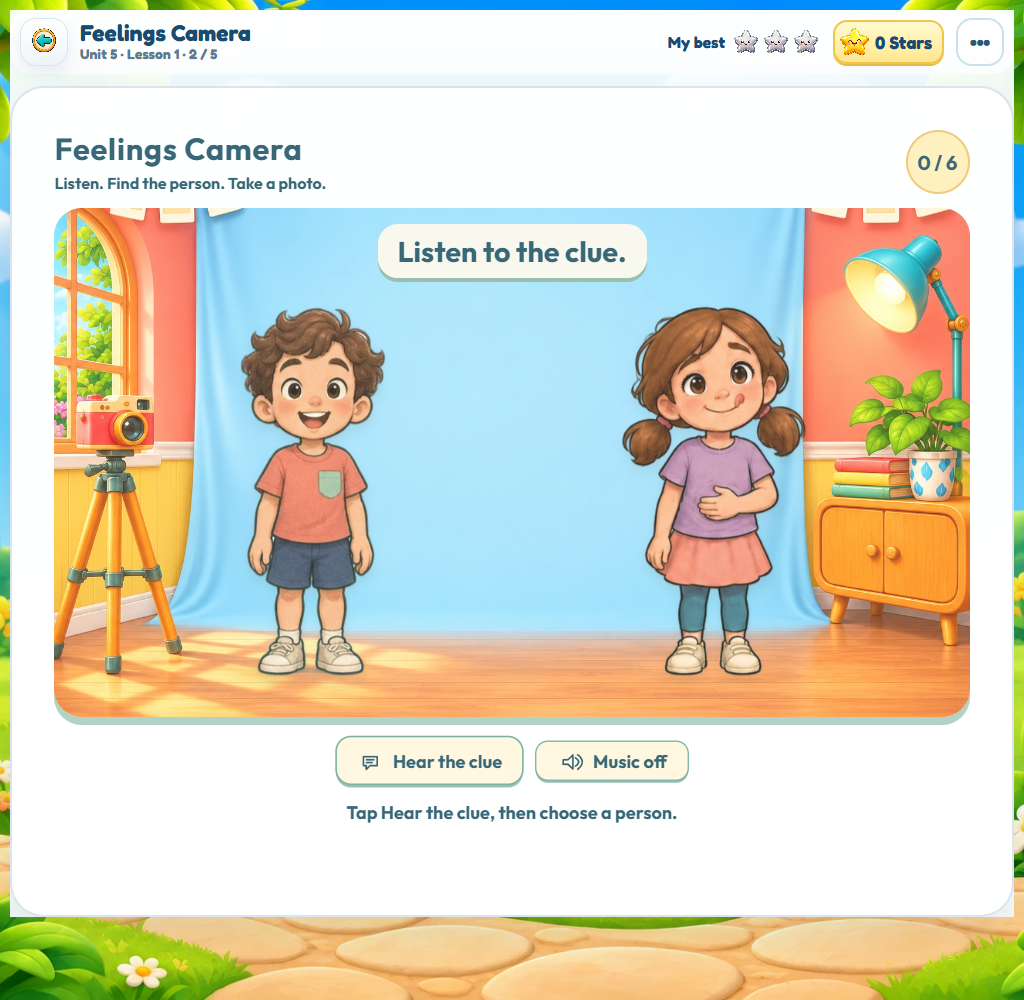 Feelings Camera
Unit 5 · Lesson 1 · 2 / 5
My best
0 Stars
•••
Feelings Camera
Listen. Find the person. Take a photo.
0 / 6
Listen to the clue.
Hear the clue
Music off
Tap Hear the clue, then choose a person.